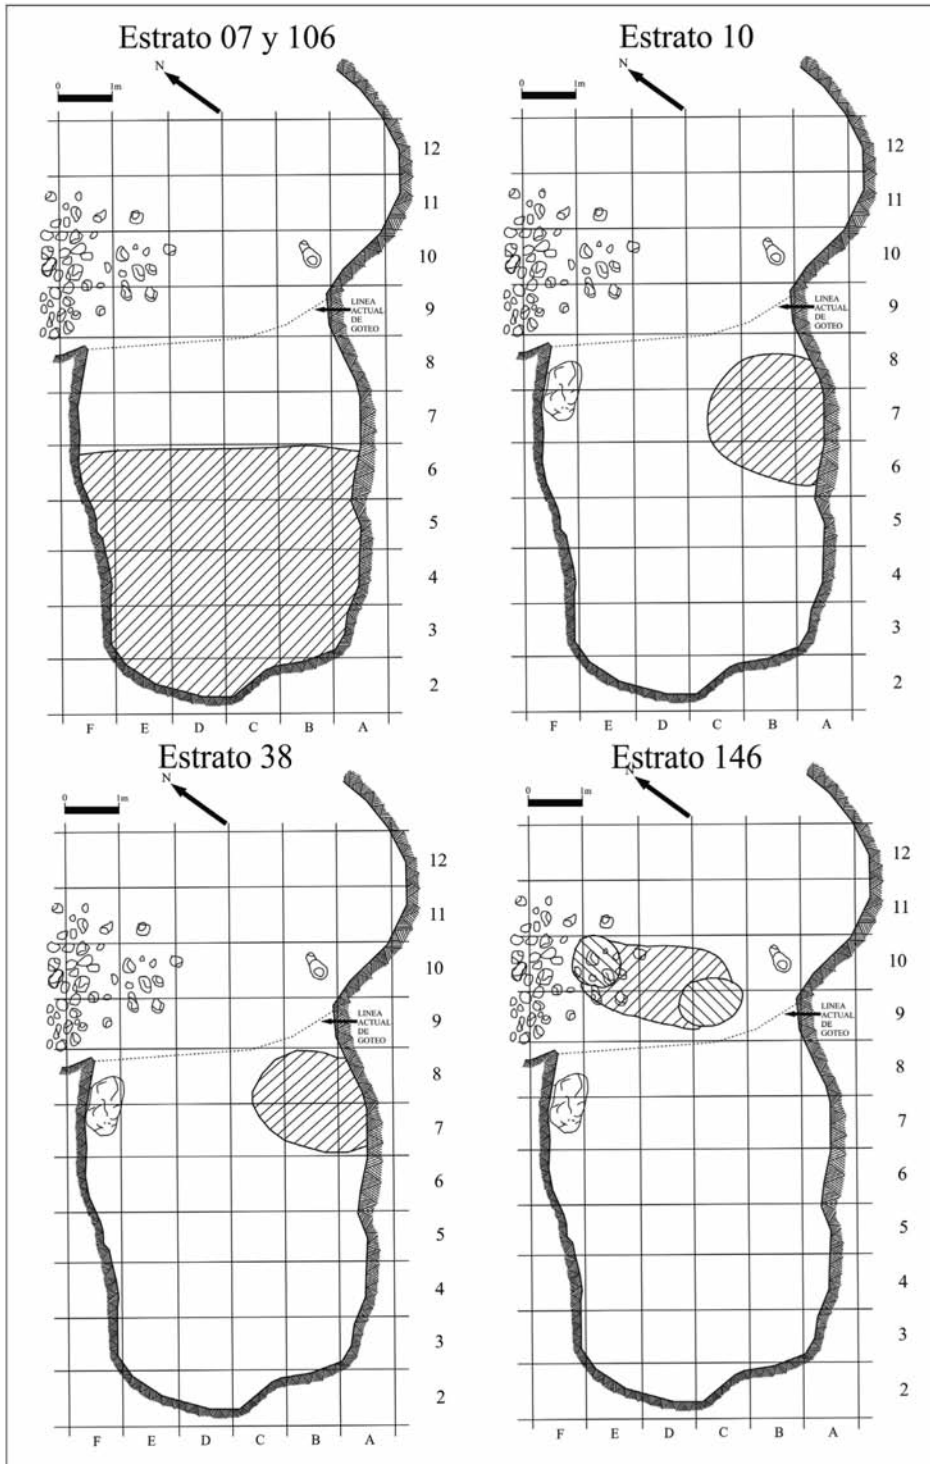 Estrato 07 y 106
N
0 1m
12
11
10
9
LINEA
ACTUAL
DE
GOTEO
8
7
6
5
4
3
2
F E D C B A
Estrato 10
N
0 1m
12
11
10
9
LINEA
ACTUAL
DE
GOTEO
8
7
6
5
4
3
2
F E D C B A
Estrato 38
N
0 1m
12
11
10
9
LINEA
ACTUAL
DE
GOTEO
8
7
6
5
4
3
2
F E D C B A
Estrato 146
N
0 1m
12
11
10
9
LINEA
ACTUAL
DE
GOTEO
8
7
6
5
4
3
2
F E D C B A